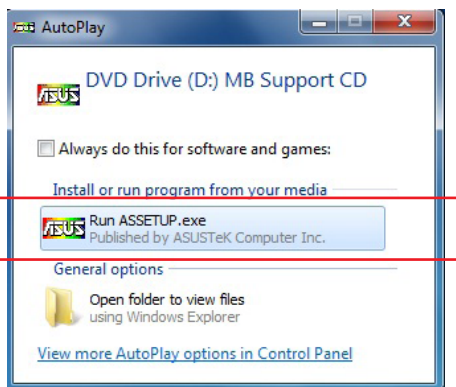 AutoPlay
DVD Drive (D:) MB Support CD
ASUS
Always do this for software and games:
Install or run program from your media
ASUS
Run ASSETUP.exe
Published by ASUSTeK Computer Inc.
General options
Open folder to view files
using Windows Explorer
View more AutoPlay options in Control Panel